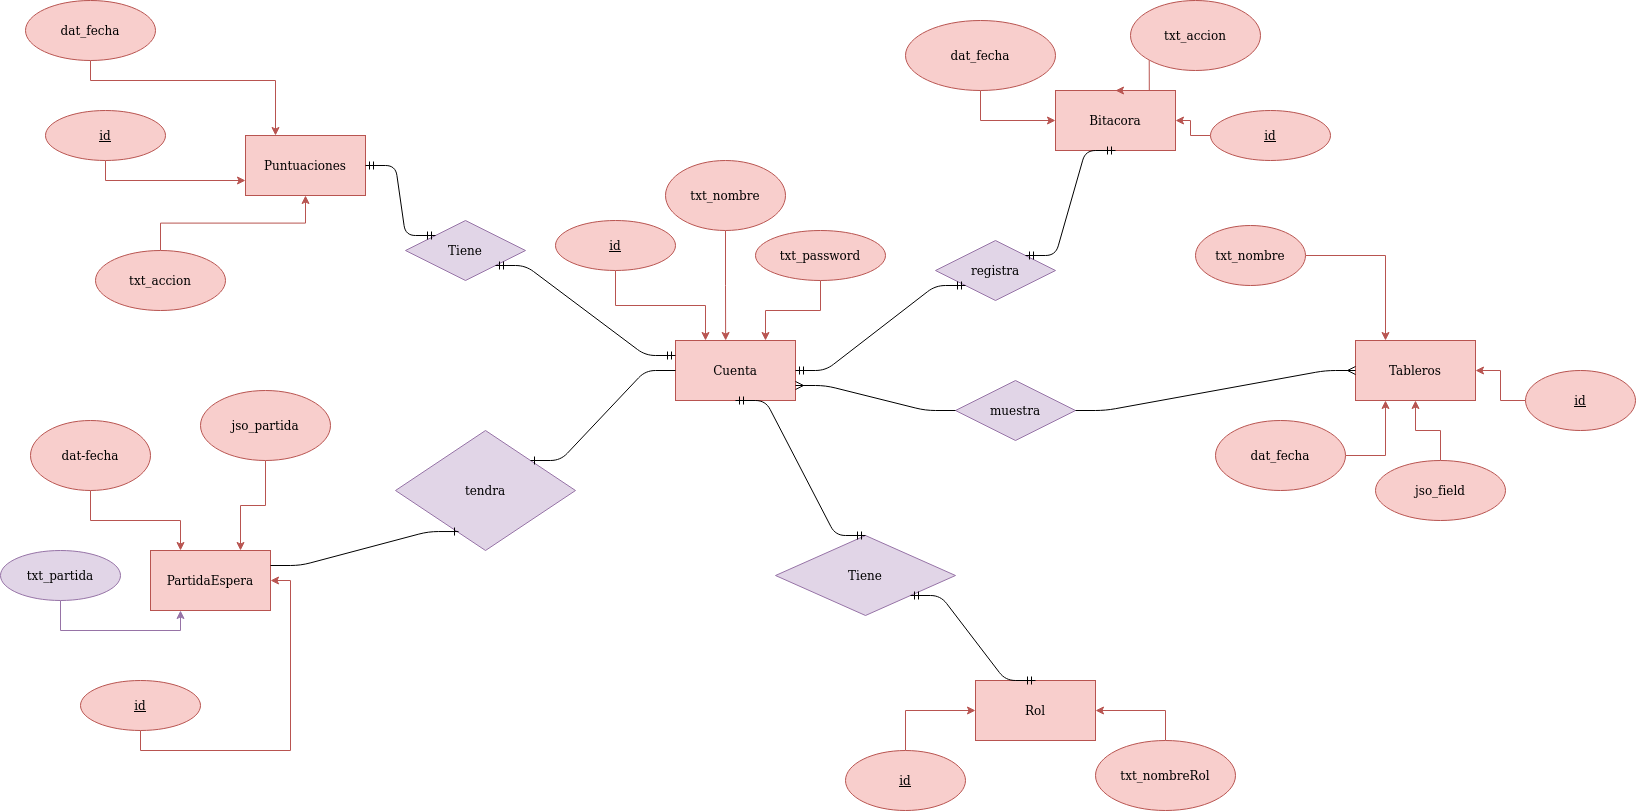 dat_fecha
txt_accion
dat_fecha
id
Bitacora
id
Puntuaciones
txt_nombre
Tiene
id
txt_password
registra
txt_nombre
txt_accion
Cuenta
Tableros
id
muestra
jso_partida
dat-fecha
dat_fecha
tendra
jso_field
txt_partida
PartidaEspera
Tiene
id
Rol
id
txt_nombreRol